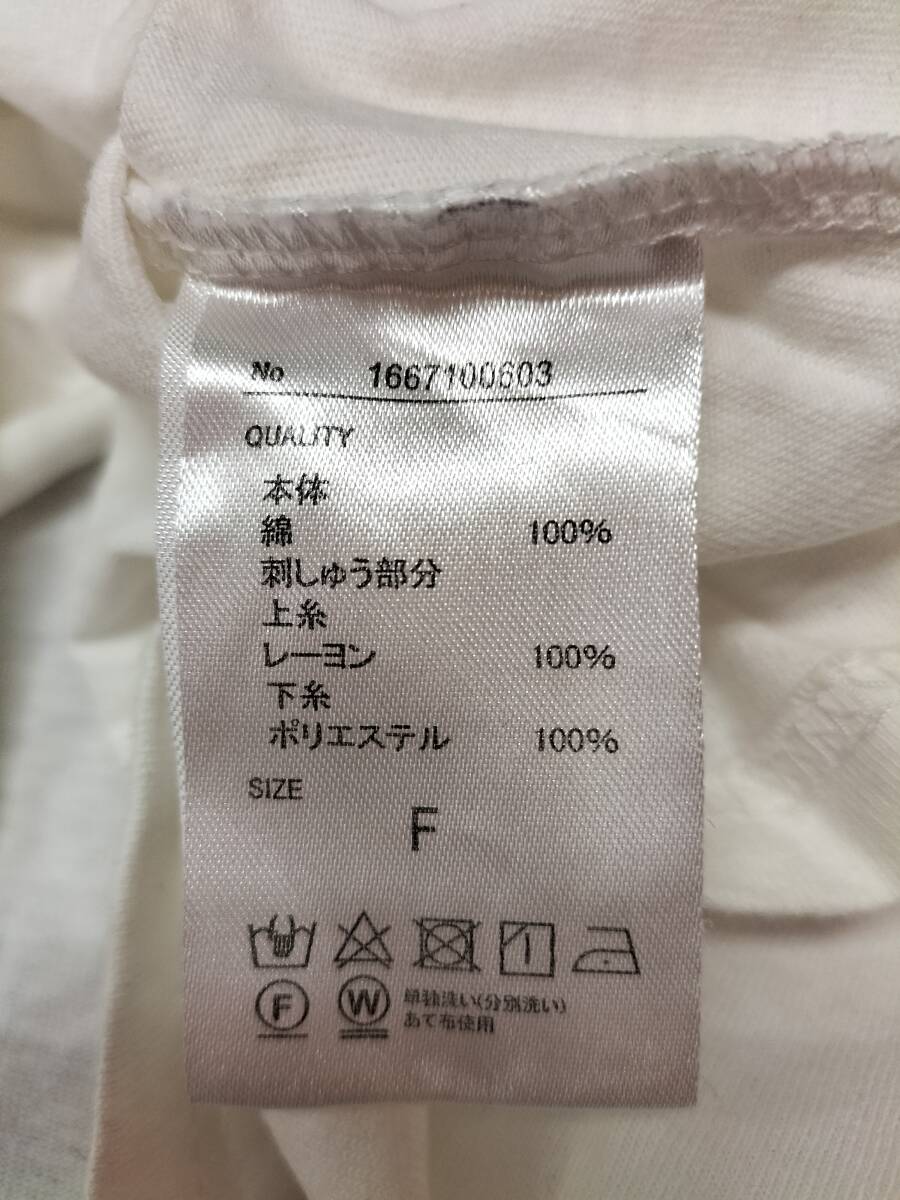 No 1667100603
QUALITY
本体
綿 100%
刺しゅう部分
上糸
レーヨン 100%
下糸
ポリエステル 100%
SIZE
F
F W 単独洗い(分別洗い)
あて布使用